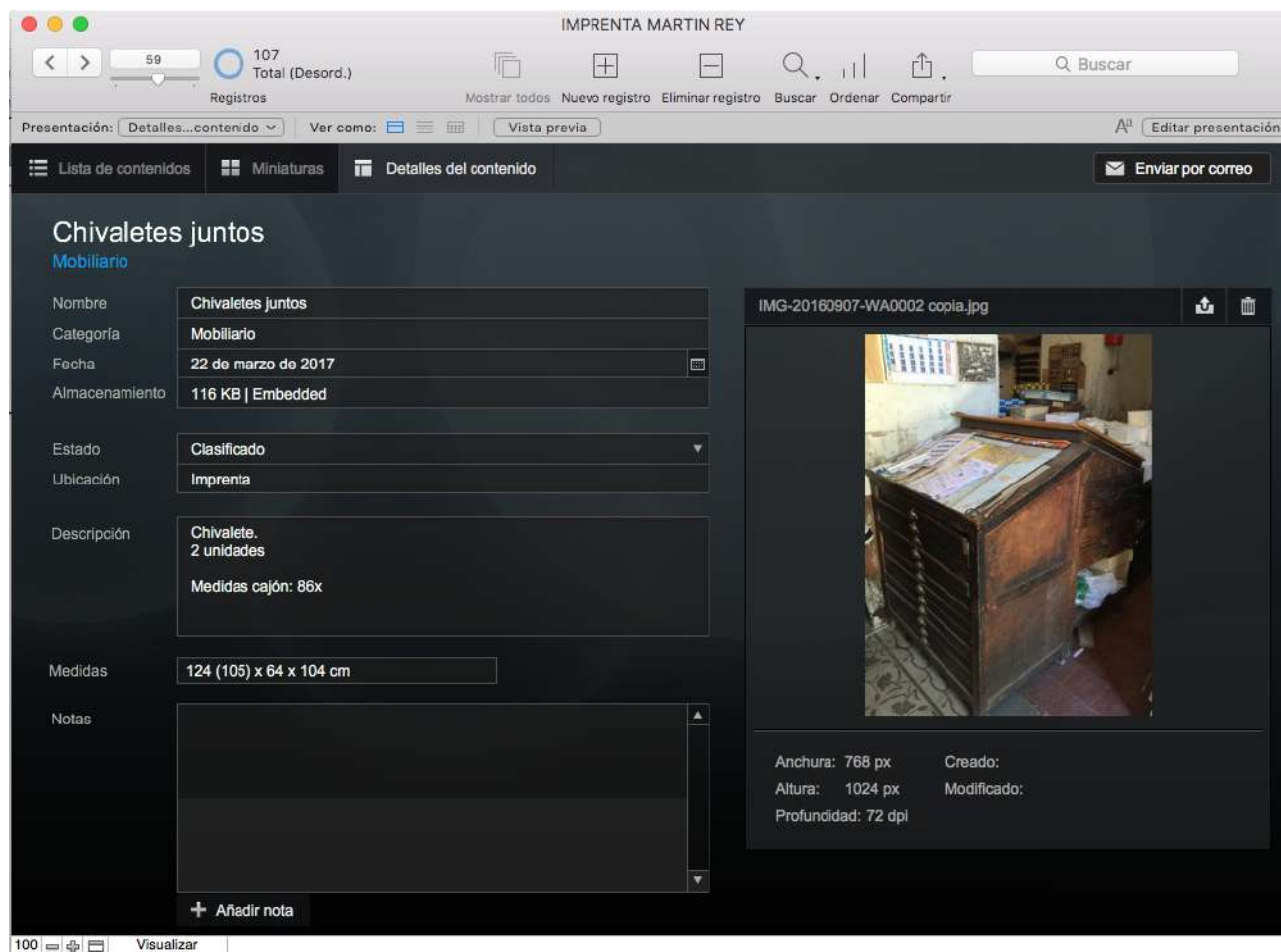 IMPRENTA MARTIN REY
59
107
Total (Desord.)
Registros
Mostrar todos
Nuevo registro
Eliminar registro
Buscar
Ordenar
Compartir
Buscar
Presentación:
Detalles...contenido
Ver como:
Vista previa
Editar presentación
Lista de contenidos
Miniaturas
Detalles del contenido
Enviar por correo
Chivaletes juntos
Mobiliario
Nombre
Chivaletes juntos
Categoría
Mobiliario
Fecha
22 de marzo de 2017
Almacenamiento
116 KB | Embedded
Estado
Clasificado
Ubicación
Imprenta
Descripción
Chivalete.
2 unidades
Medidas cajón: 86x
Medidas
124 (105) x 64 x 104 cm
Notas
Añadir nota
IMG-20160907-WA0002 copia.jpg
Anchura: 768 px
Creado:
Altura: 1024 px
Modificado:
Profundidad: 72 dpi
100
Visualizar